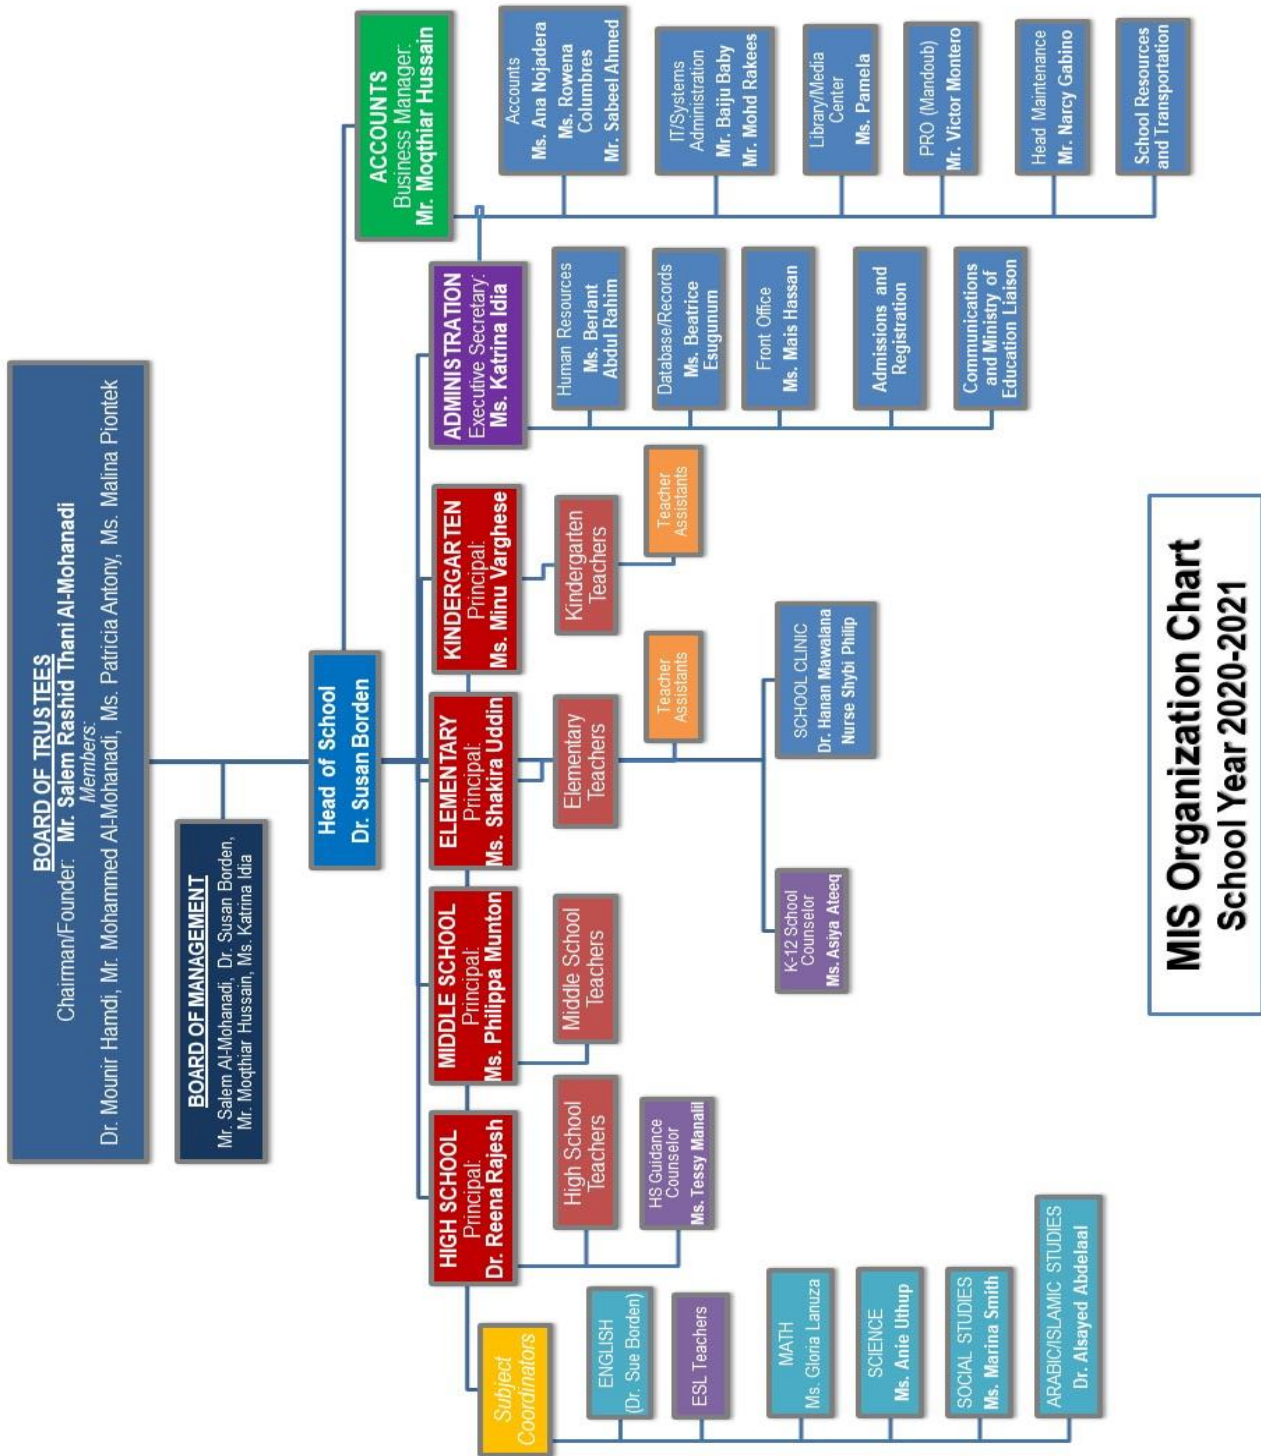 BOARD OF TRUSTEES
Chairman/Founder: Mr. Salem Rashid Thani Al-Mohanadi
Members:
Dr. Mounir Hamdi, Mr. Mohammed Al-Mohanadi, Ms. Patricia Antony, Ms. Malina Piontek
BOARD OF MANAGEMENT
Mr. Salem Al-Mohanadi, Dr. Susan Borden,
Mr. Moqthiar Hussain, Ms. Katrina Idia
Head of School
Dr. Susan Borden
Subject
Coordinators
ENGLISH
(Dr. Sue Borden)
ESL Teachers
MATH
Ms. Gloria Lanuza
SCIENCE
Ms. Anie Uthup
SOCIAL STUDIES
Ms. Marina Smith
ARABIC/ISLAMIC STUDIES
Dr. Alsayed Abdelaal
HIGH SCHOOL
Principal:
Dr. Reena Rajesh
High School
Teachers
HS Guidance
Counselor
Ms. Tessy Manalil
MIDDLE SCHOOL
Principal:
Ms. Philippa Munton
Middle School
Teachers
ELEMENTARY
Principal:
Ms. Shakira Uddin
Elementary
Teachers
Teacher
Assistants
K-12 School
Counselor
Ms. Asiya Ateeq
SCHOOL CLINIC
Dr. Hanan Mawalana
Nurse Shybi Philip
KINDERGARTEN
Principal:
Ms. Minu Varghese
Kindergarten
Teachers
Teacher
Assistants
ADMINISTRATION
Executive Secretary:
Ms. Katrina Idia
Human Resources
Ms. Berlant
Abdul Rahim
Database/Records
Ms. Beatrice
Esugunum
Front Office
Ms. Mais Hassan
Admissions and
Registration
Communications
and Ministry of
Education Liaison
ACCOUNTS
Business Manager:
Mr. Moqthiar Hussain
Accounts
Ms. Ana Nojadera
Ms. Rowena
Columbres
Mr. Sabeel Ahmed
IT/Systems
Administration
Mr. Baiju Baby
Mr. Mohd Rakees
Library/Media
Center
Ms. Pamela
PRO (Mandoub)
Mr. Victor Montero
Head Maintenance
Mr. Narcy Gabino
School Resources
and Transportation
MIS Organization Chart
School Year 2020-2021